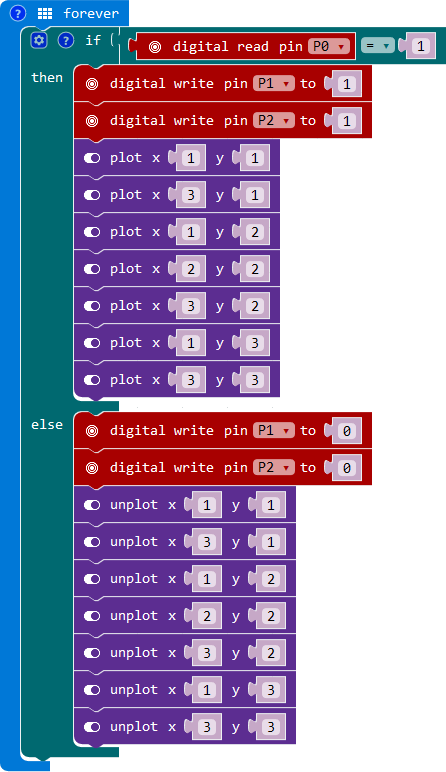 ? forever
? if digital read pin P0 = 1
then digital write pin P1 to 1
digital write pin P2 to 1
plot x 1 y 1
plot x 3 y 1
plot x 1 y 2
plot x 2 y 2
plot x 3 y 2
plot x 1 y 3
plot x 3 y 3
else digital write pin P1 to 0
digital write pin P2 to 0
unplot x 1 y 1
unplot x 3 y 1
unplot x 1 y 2
unplot x 2 y 2
unplot x 3 y 2
unplot x 1 y 3
unplot x 3 y 3